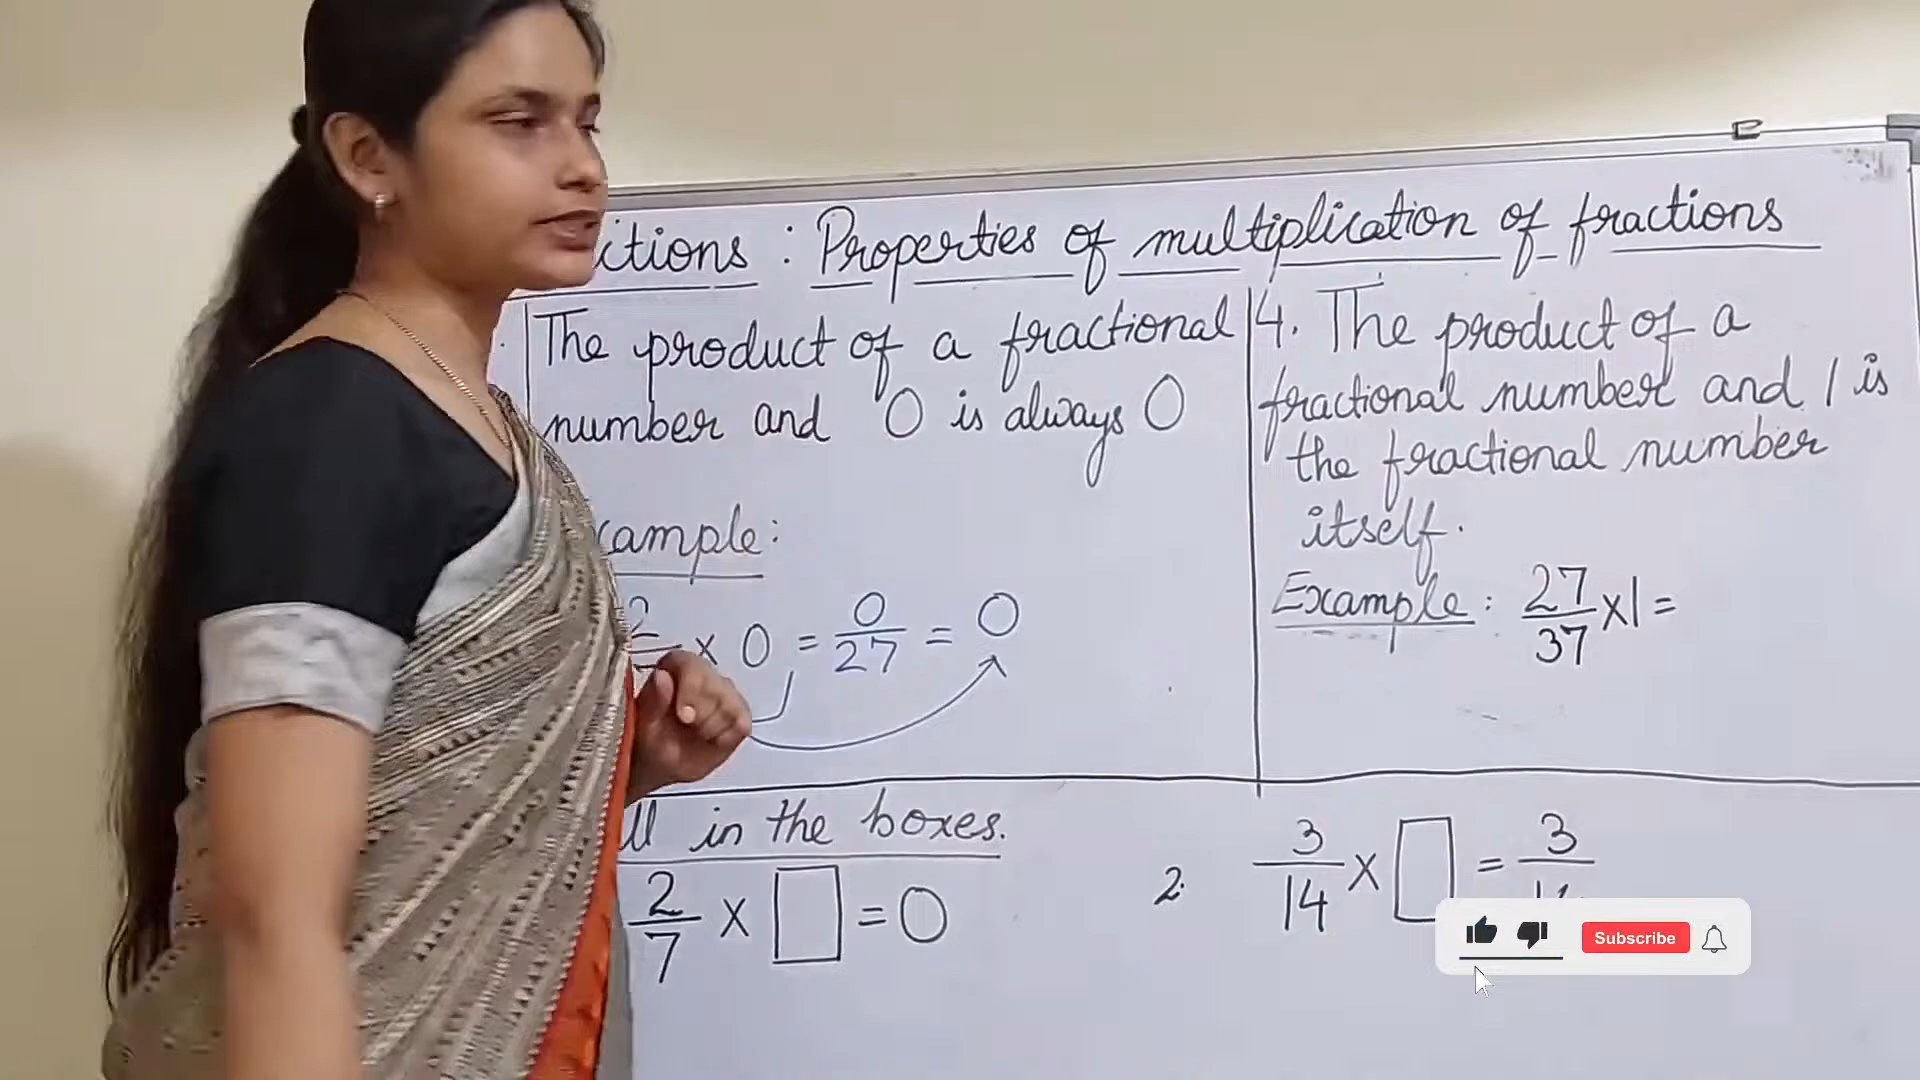 ctions : Properties of multiplication of fractions
The product of a fractional
number and 0 is always 0
xample:
2 × 0 = 0/27 = 0
4. The product of a
fractional number and 1 is
the fractional number
itself.
Example: 27/37 ×1 =
ll in the boxes.
2/7 × □ = 0
2. 3/14 × □ = 3/
Subscribe